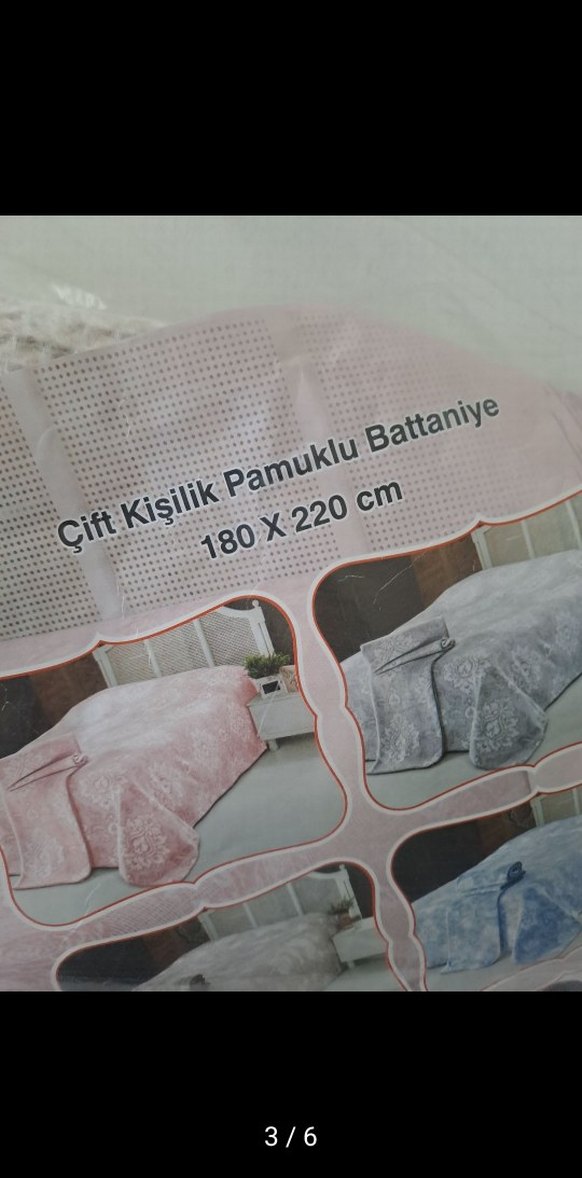 Çift Kişilik Pamuklu Battaniye
180 X 220 cm
3 / 6